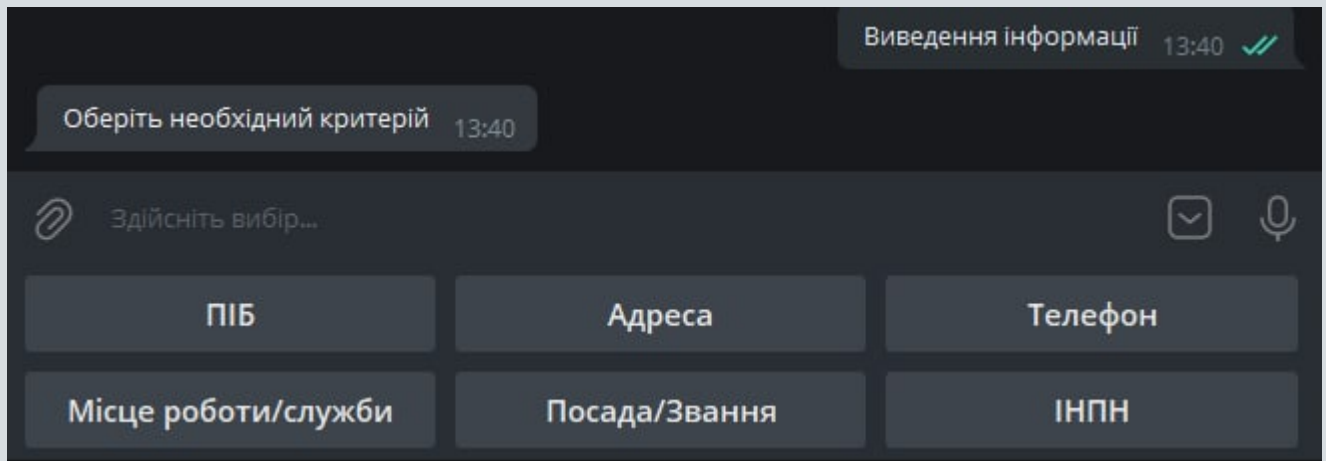 Виведення інформації 13:40
Оберіть необхідний критерій 13:40
Здійсніть вибір...
ПІБ Адреса Телефон
Місце роботи/служби Посада/Звання ІНПН